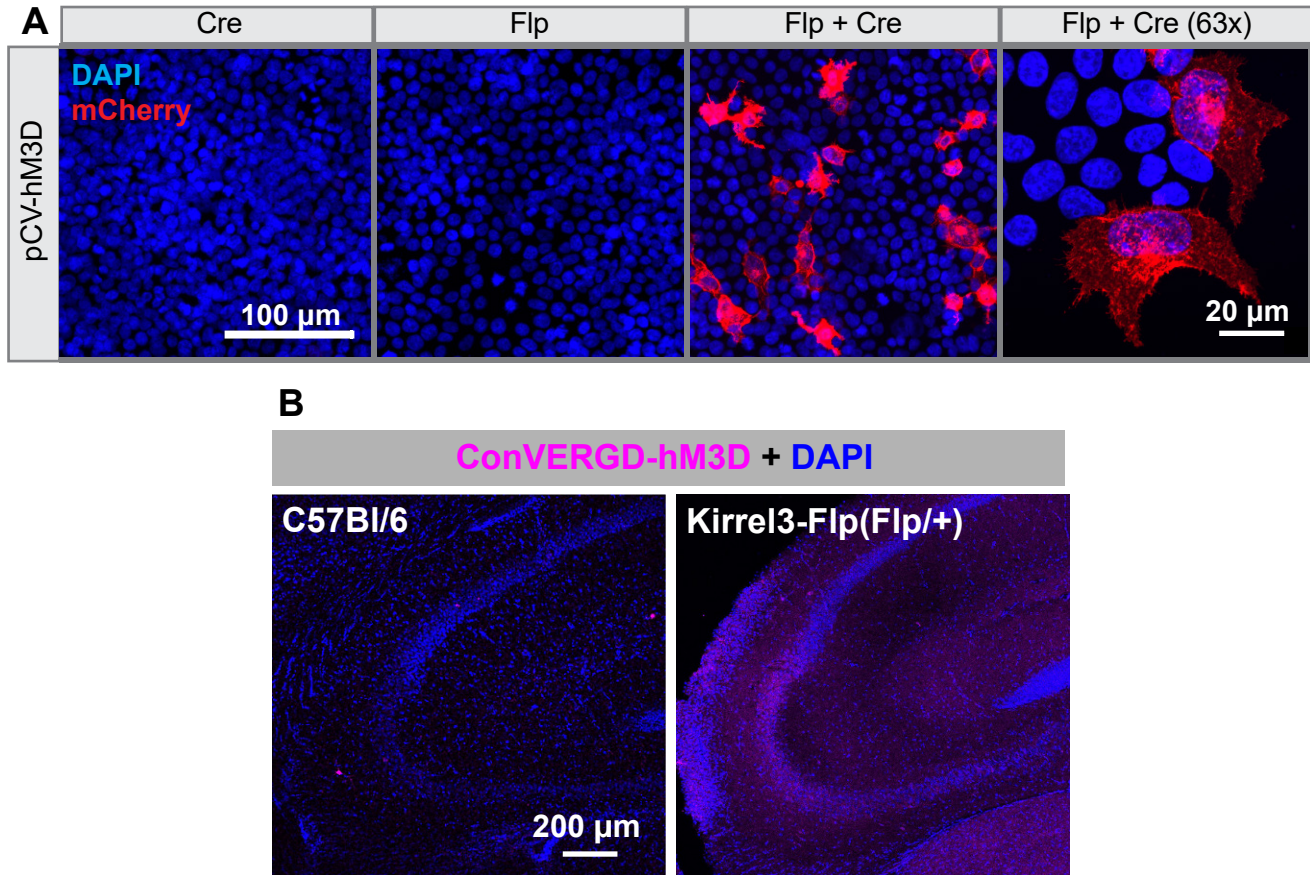 A
Cre
Flp
Flp + Cre
Flp + Cre (63x)
pCV-hM3D
DAPI
mCherry
100 µm
20 µm
B
ConVERGD-hM3D + DAPI
C57Bl/6
Kirrel3-Flp(Flp/+)
200 µm